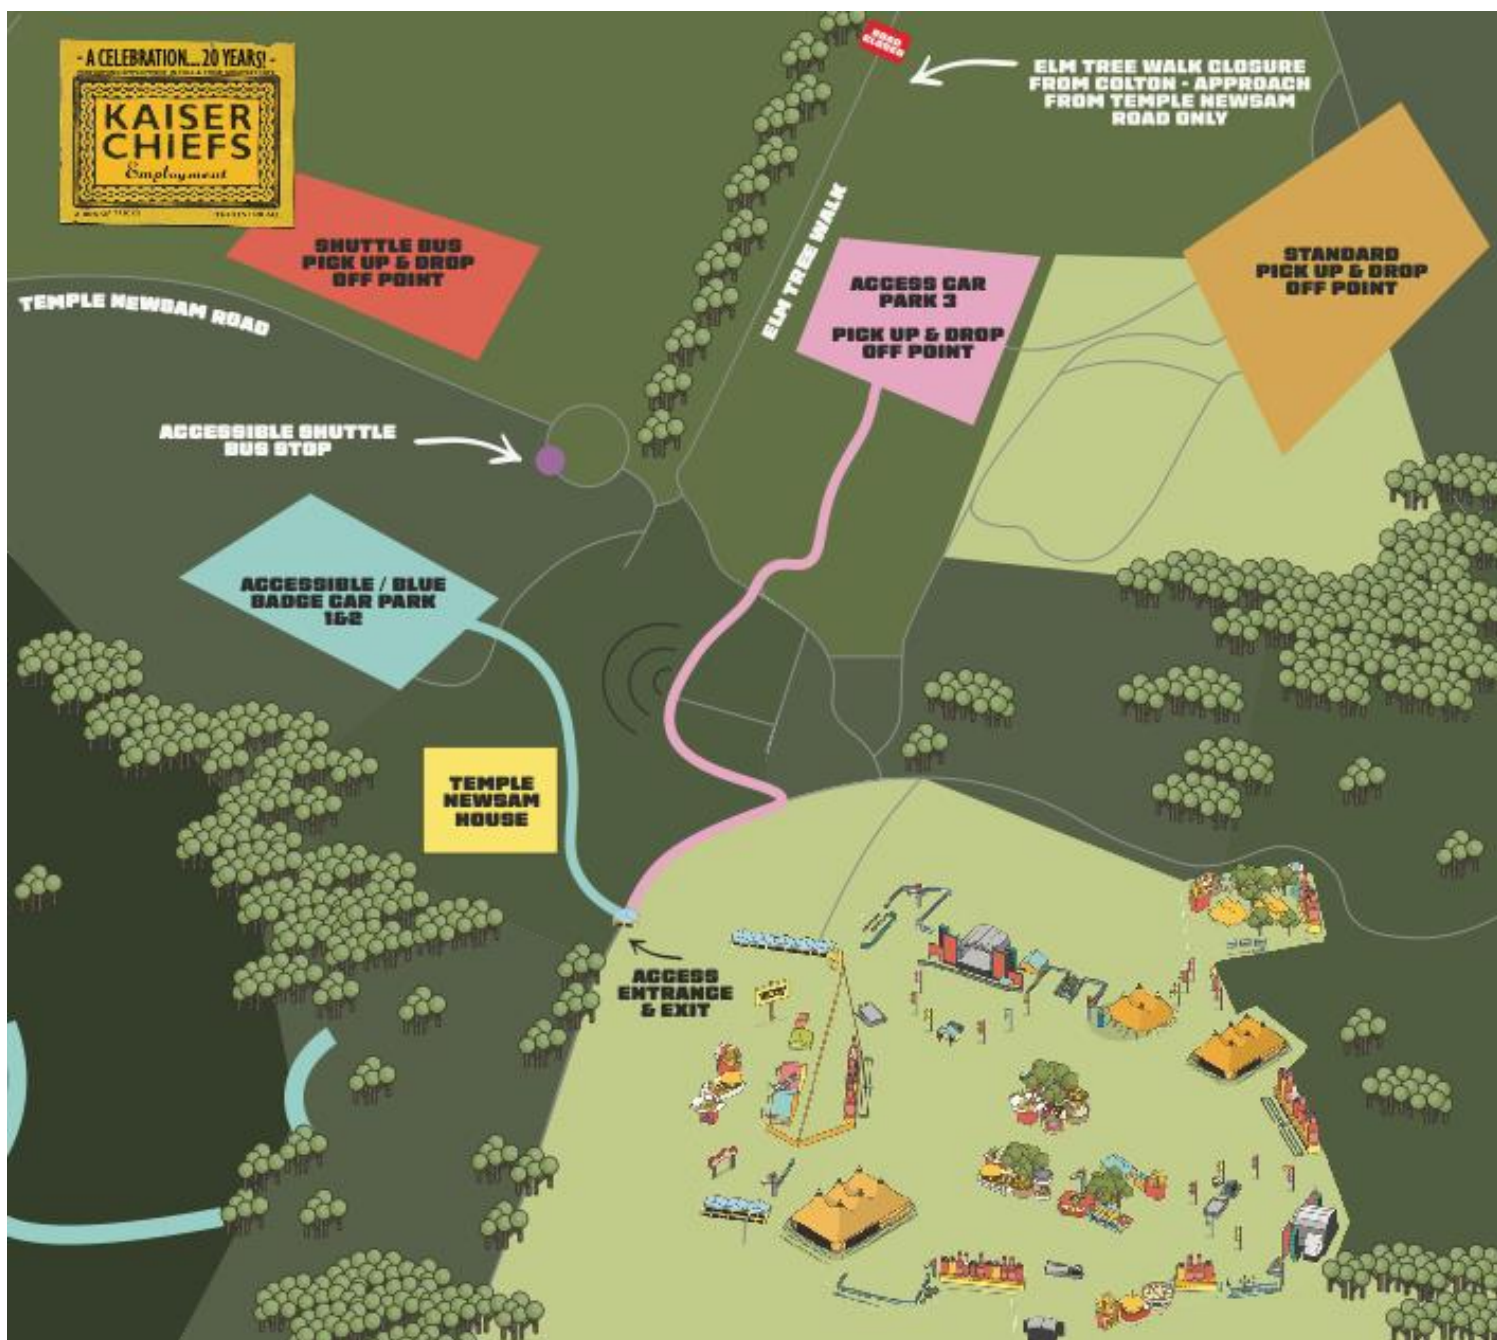 - A CELEBRATION... 20 YEARS! -
KAISER
CHIEFS
Employment
ROAD
CLOSED
ELM TREE WALK CLOSURE
FROM COLTON - APPROACH
FROM TEMPLE NEWSAM
ROAD ONLY
SHUTTLE BUS
PICK UP & DROP
OFF POINT
TEMPLE NEWSAM ROAD
ELM TREE WALK
ACCESS CAR
PARK 3
PICK UP & DROP
OFF POINT
STANDARD
PICK UP & DROP
OFF POINT
ACCESSIBLE SHUTTLE
BUS STOP
ACCESSIBLE / BLUE
BADGE CAR PARK
1&2
TEMPLE
NEWSAM
HOUSE
ACCESS
ENTRANCE
& EXIT